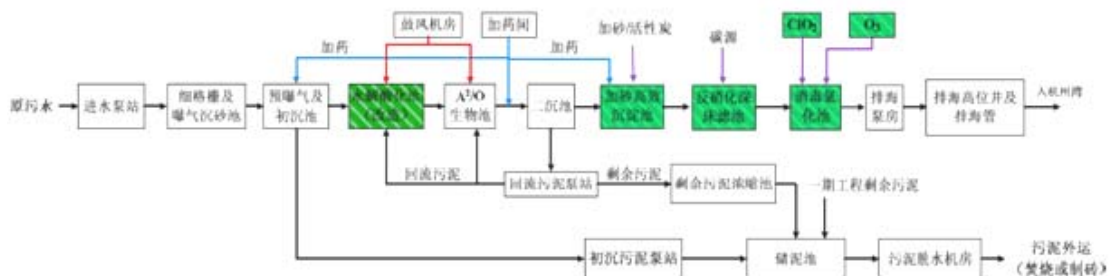 鼓风机房
加药间
加砂/活性炭
碳源
ClO₂
O₃
加药
加药
原污水
进水泵站
细格栅及
曝气沉砂池
预曝气及
初沉池
水解酸化池
(改造)
A²/O
生物池
二沉池
加砂高效
沉淀池
反硝化深
床滤池
消毒氧
化池
排海
泵房
排海高位井及
排海管
入杭州湾
回流污泥
回流污泥泵站
剩余污泥
剩余污泥浓缩池
一期工程剩余污泥
初沉污泥泵站
储泥池
污泥脱水机房
污泥外运
(焚烧或制砖)